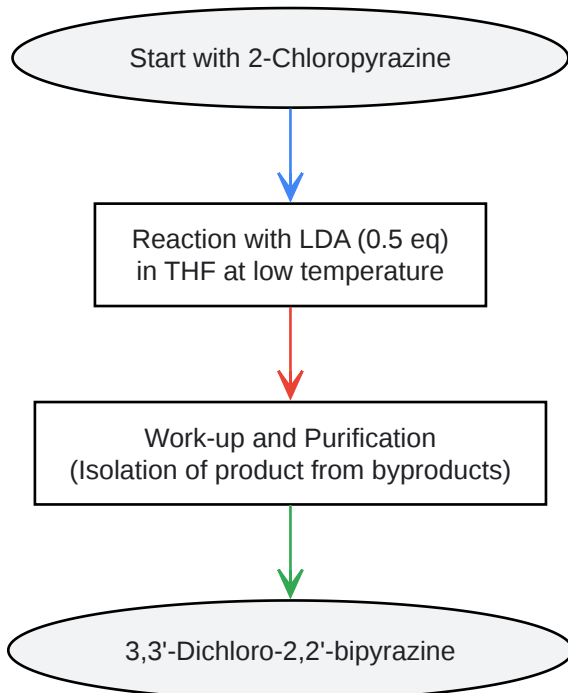 Start with 2-Chloropyrazine
Reaction with LDA (0.5 eq)
in THF at low temperature
Work-up and Purification
(Isolation of product from byproducts)
3,3'-Dichloro-2,2'-bipyrazine